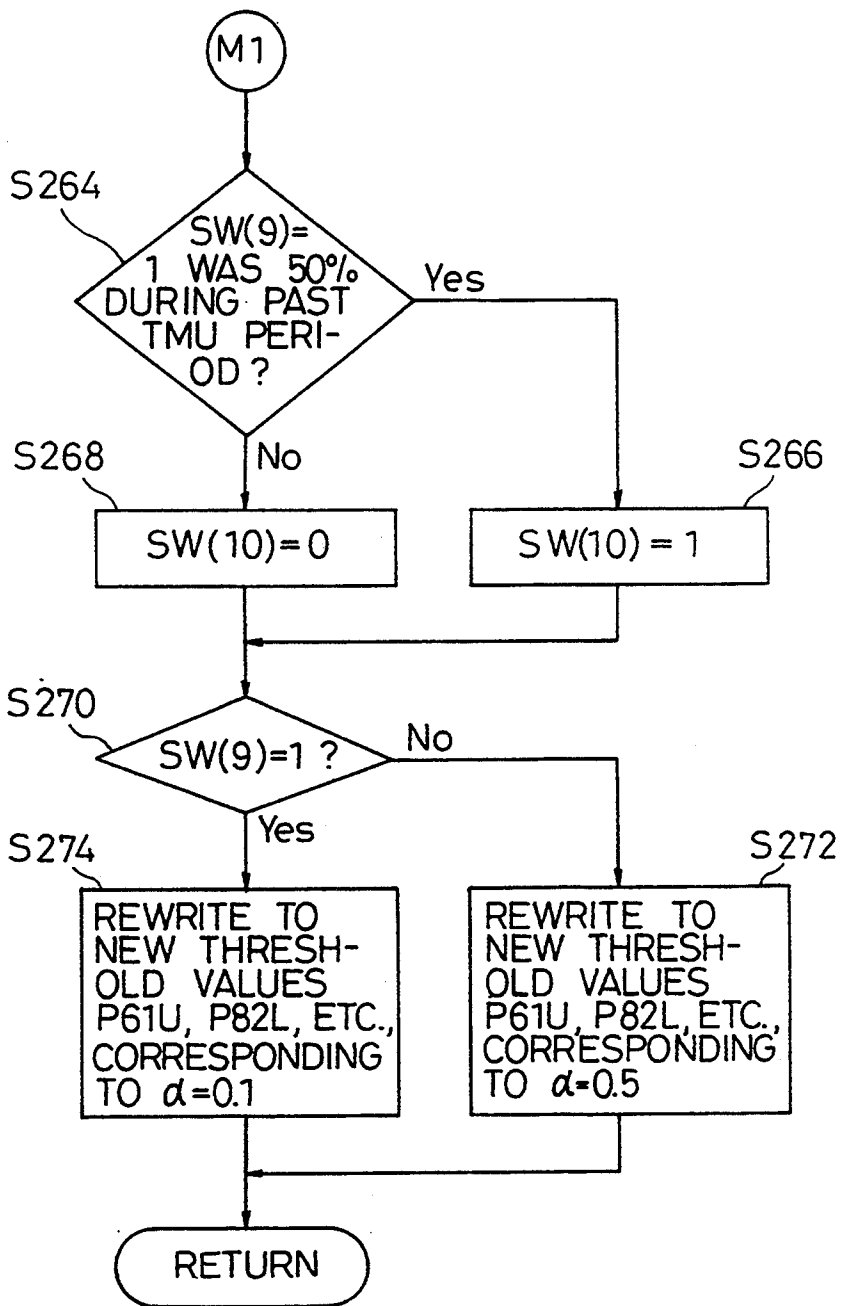 M1
S264
SW(9)=
1 WAS 50%
DURING PAST
TMU PERI-
OD?
Yes
No
S268
S266
SW(10)=0
SW(10) = 1
S270
SW(9)=1 ?
No
Yes
S274
S272
REWRITE TO
NEW THRESH-
OLD VALUES
P61U, P82L, ETC.,
CORRESPONDING
TO α=0.1
REWRITE TO
NEW THRESH-
OLD VALUES
P61U, P82L, ETC.,
CORRESPONDING
TO α=0.5
RETURN